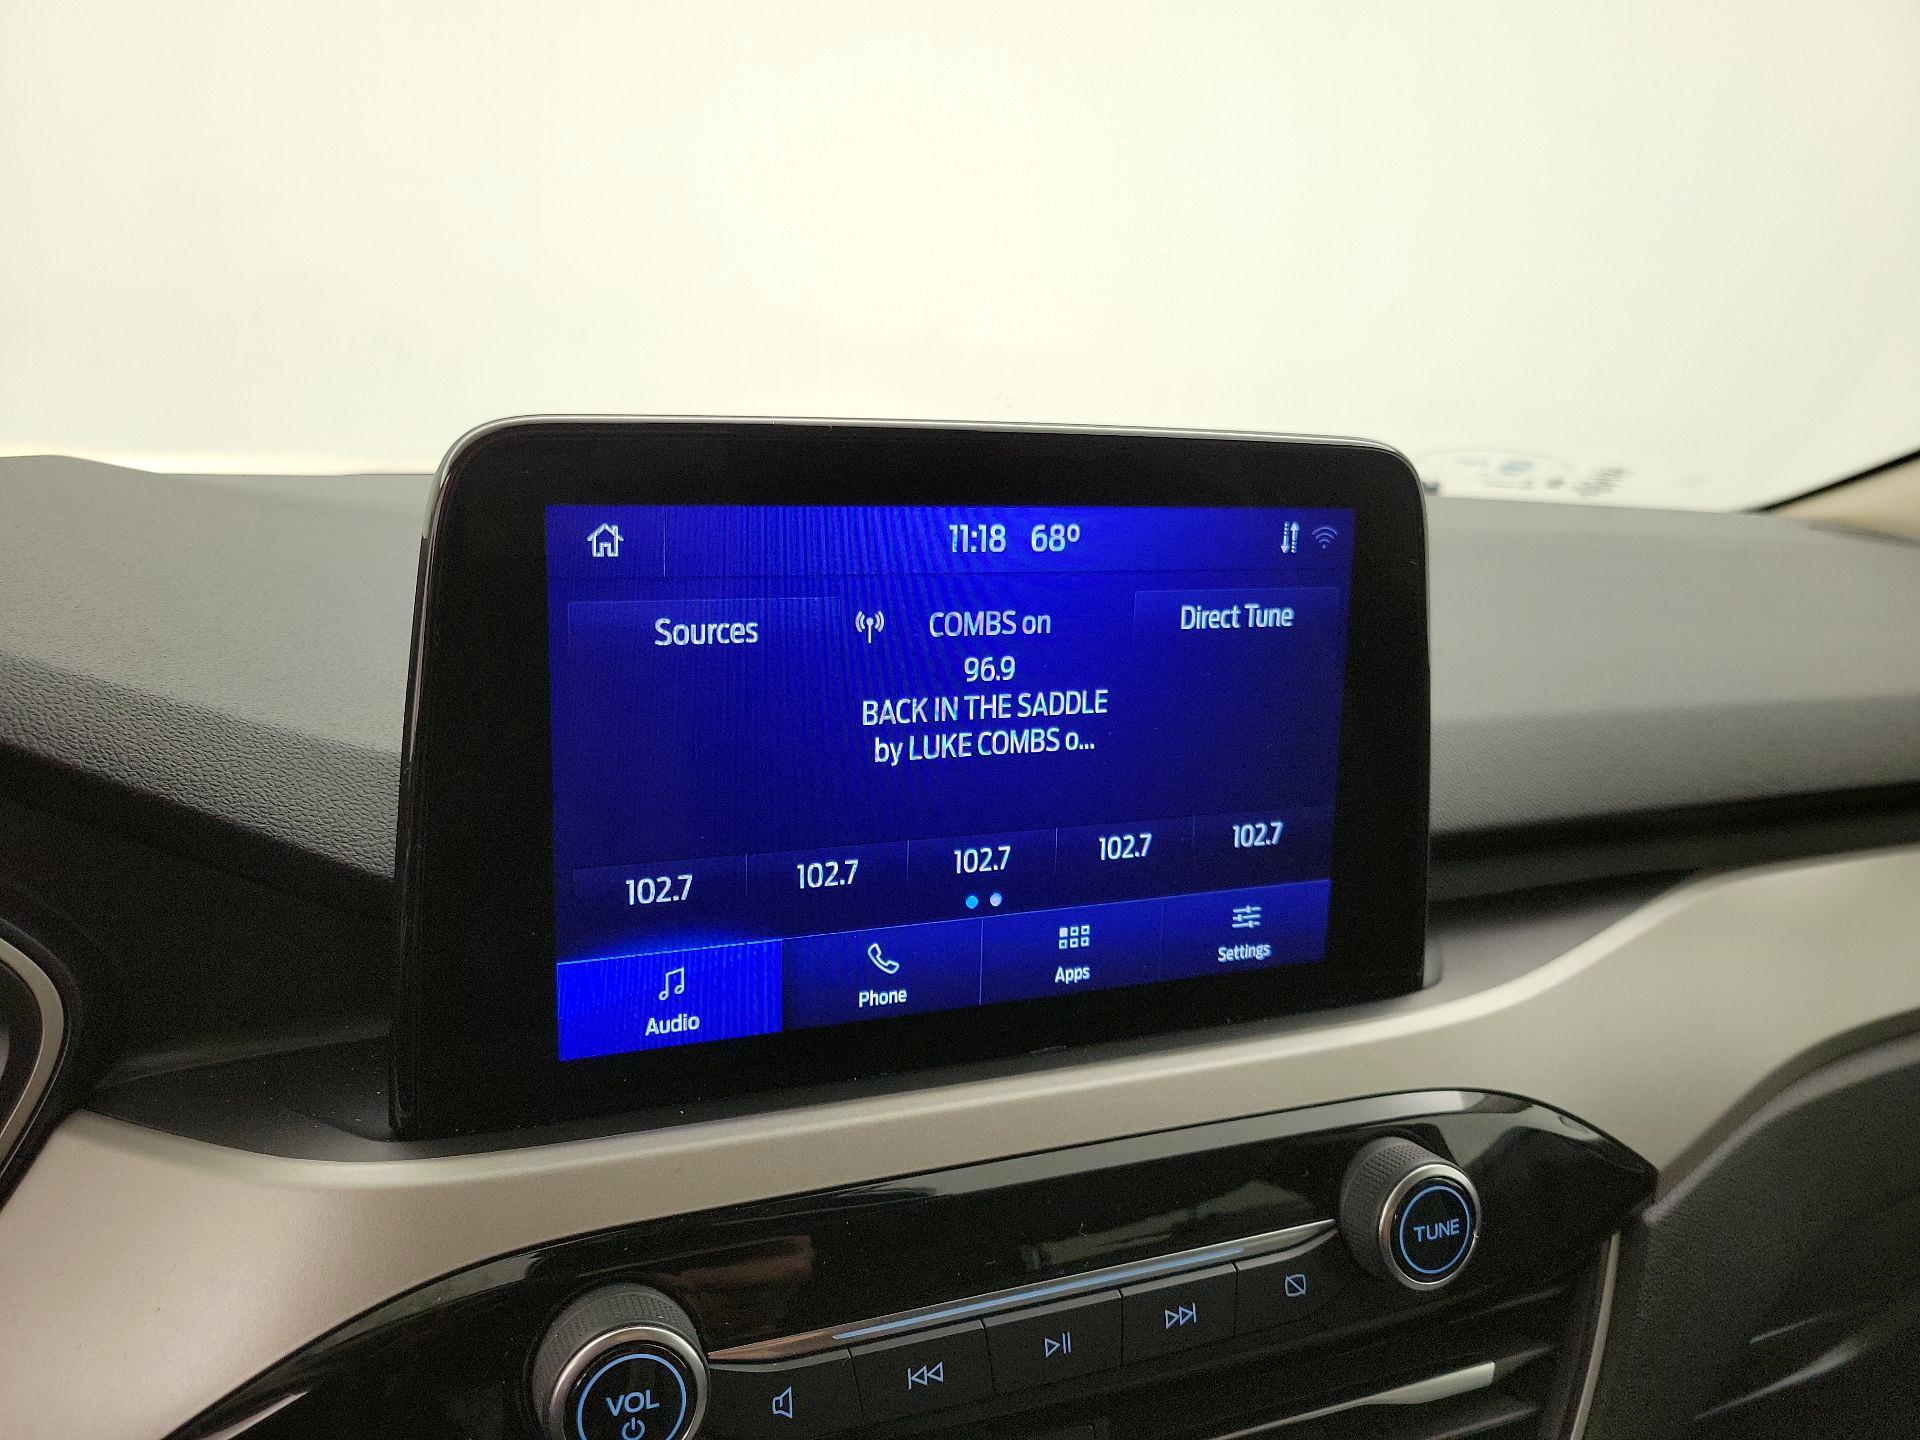 11:18 68º
Sources
COMBS on
Direct Tune
96.9
BACK IN THE SADDLE
by LUKE COMBS o...
102.7 102.7 102.7 102.7 102.7
Audio Phone Apps Settings
TUNE
VOL